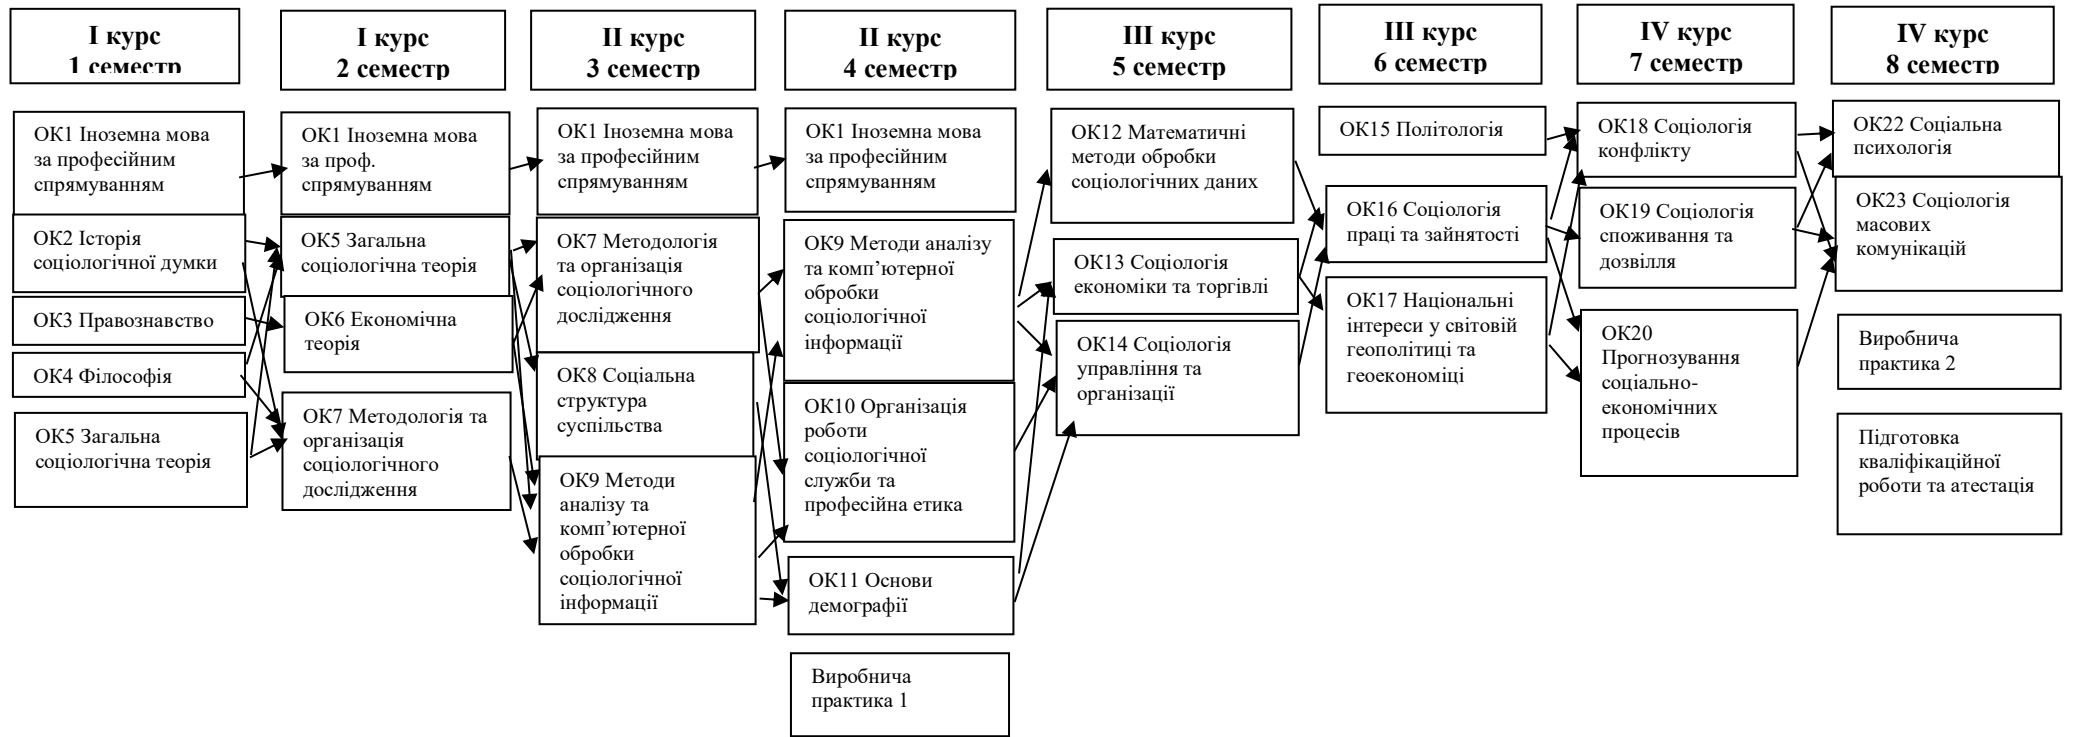 І курс
1 семестр
І курс
2 семестр
ІІ курс
3 семестр
ІІ курс
4 семестр
ІІІ курс
5 семестр
ІІІ курс
6 семестр
IV курс
7 семестр
IV курс
8 семестр
ОК1 Іноземна мова
за професійним
спрямуванням
ОК2 Історія
соціологічної думки
ОК3 Правознавство
ОК4 Філософія
ОК5 Загальна
соціологічна теорія
ОК1 Іноземна мова
за проф.
спрямуванням
ОК5 Загальна
соціологічна теорія
ОК6 Економічна
теорія
ОК7 Методологія та
організація
соціологічного
дослідження
ОК1 Іноземна мова
за професійним
спрямуванням
ОК7 Методологія
та організація
соціологічного
дослідження
ОК8 Соціальна
структура
суспільства
ОК9 Методи
аналізу та
комп’ютерної
обробки
соціологічної
інформації
ОК1 Іноземна мова
за професійним
спрямуванням
ОК9 Методи аналізу
та комп’ютерної
обробки
соціологічної
інформації
ОК10 Організація
роботи
соціологічної
служби та
професійна етика
ОК11 Основи
демографії
Виробнича
практика 1
ОК12 Математичні
методи обробки
соціологічних даних
ОК13 Соціологія
економіки та торгівлі
ОК14 Соціологія
управління та
організації
ОК15 Політологія
ОК16 Соціологія
праці та зайнятості
ОК17 Національні
інтереси у світовій
геополітиці та
геоекономіці
ОК18 Соціологія
конфлікту
ОК19 Соціологія
споживання та
дозвілля
ОК20
Прогнозування
соціально-
економічних
процесів
ОК22 Соціальна
психологія
ОК23 Соціологія
масових
комунікацій
Виробнича
практика 2
Підготовка
кваліфікаційної
роботи та атестація